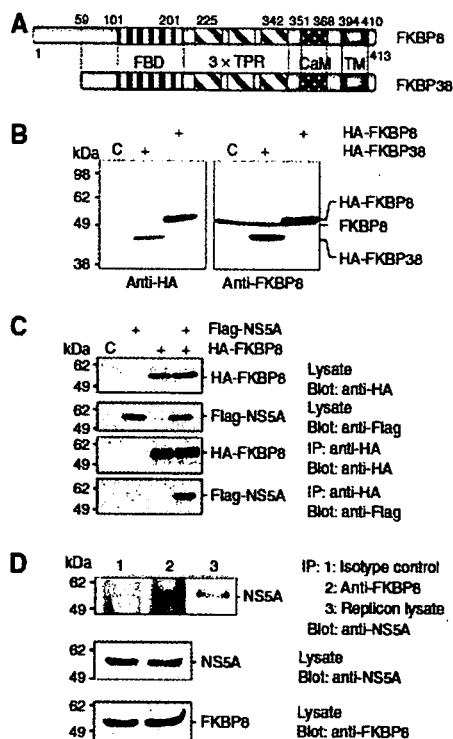 A
59 101 201 225 342 351 368 394 410
FKBP8
1 413
FBD 3 × TPR CaM TM
FKBP38
B
+ HA-FKBP8
C + HA-FKBP38
+
C +
kDa
98
62
49
38
HA-FKBP8
FKBP8
HA-FKBP38
Anti-HA Anti-FKBP8
C
+ + Flag-NS5A
kDa C + + HA-FKBP8
62
49
HA-FKBP8
Lysate
Blot: anti-HA
62
49
Flag-NS5A
Lysate
Blot: anti-Flag
62
49
HA-FKBP8
IP: anti-HA
Blot: anti-HA
62
49
Flag-NS5A
IP: anti-HA
Blot: anti-Flag
D
kDa 1 2 3
62
49
NS5A
IP: 1: Isotype control
2: Anti-FKBP8
3: Replicon lysate
Blot: anti-NS5A
62
49
NS5A
Lysate
Blot: anti-NS5A
62
49
FKBP8
Lysate
Blot: anti-FKBP8